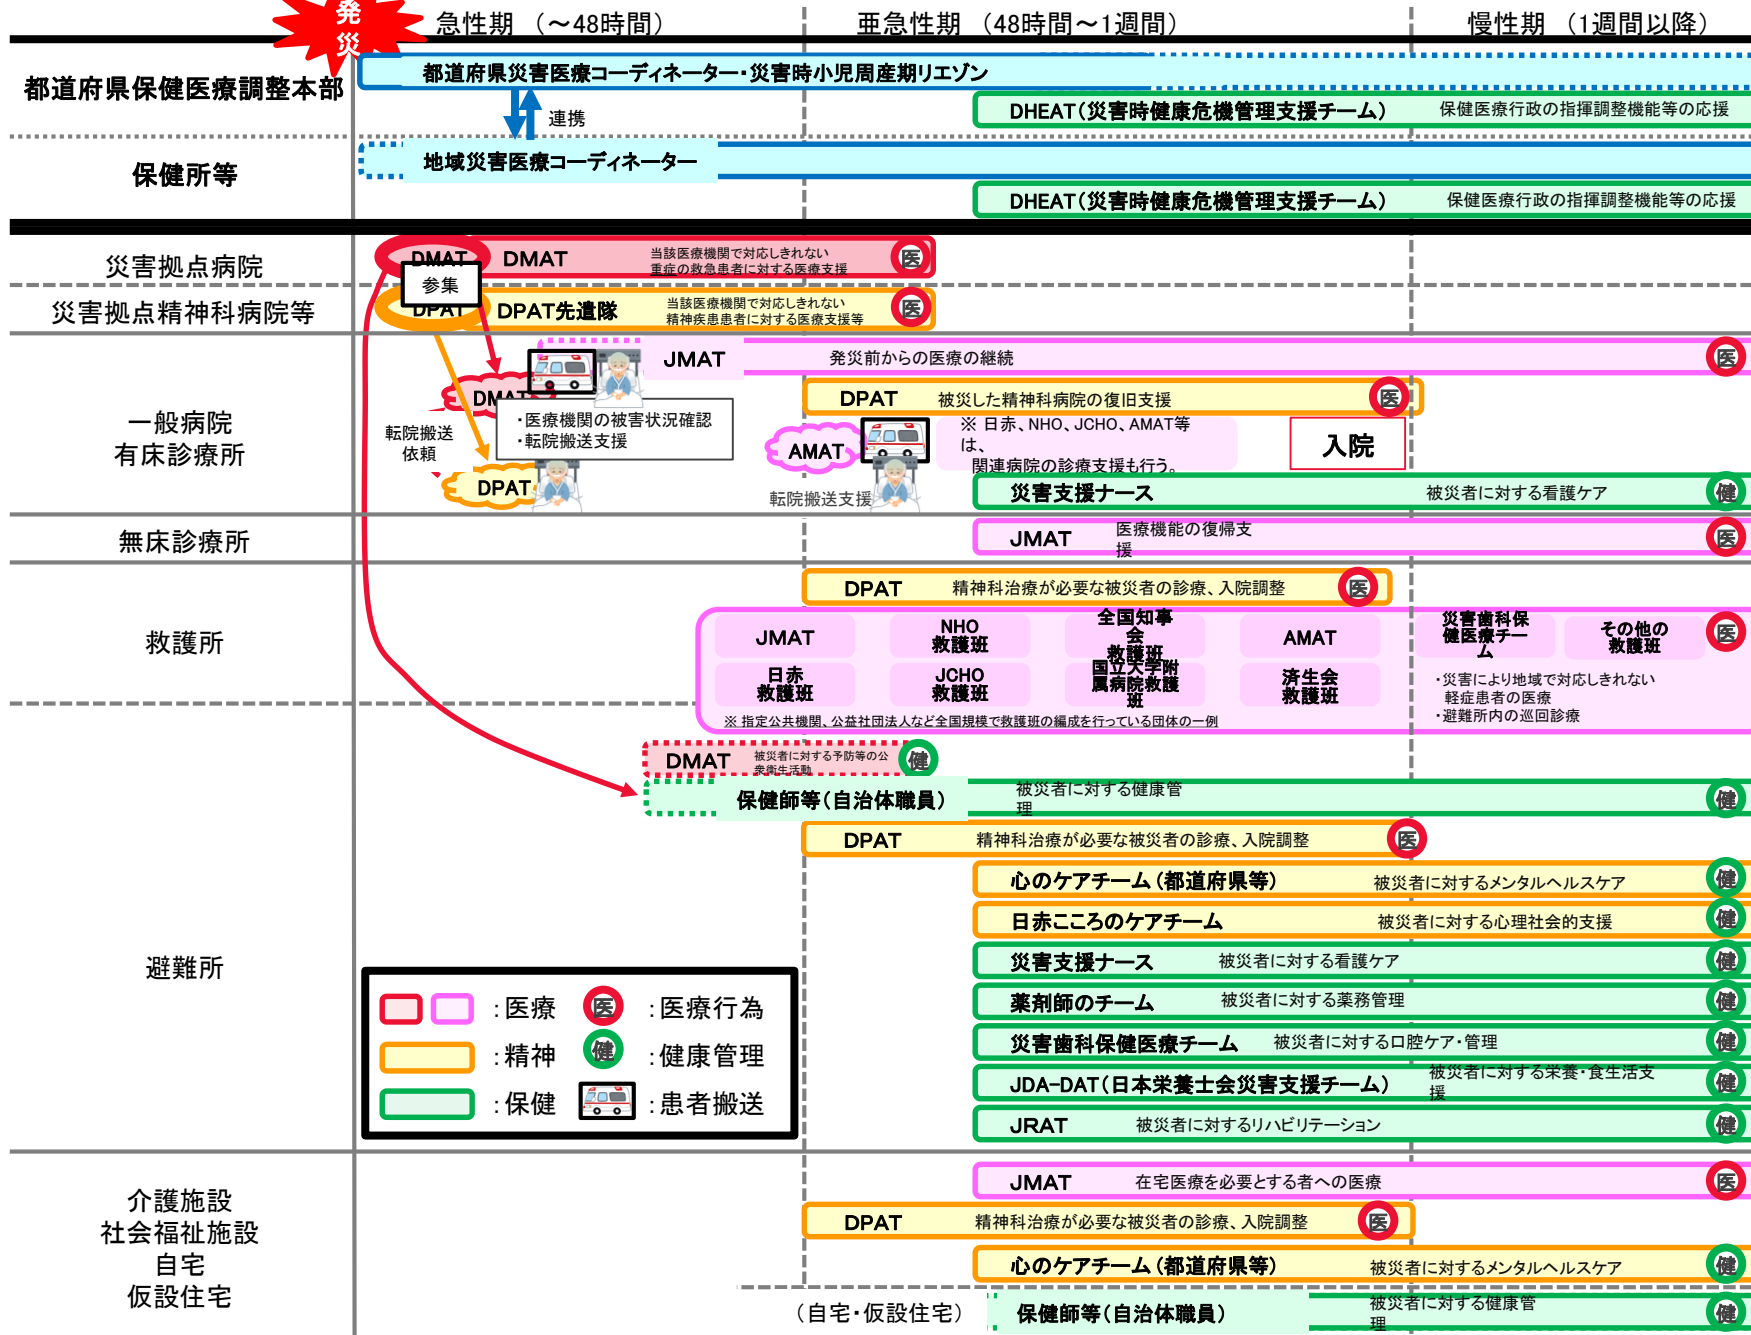 発
災
急性期（～48時間）
亜急性期（48時間～1週間）
慢性期（1週間以降）
都道府県保健医療調整本部
都道府県災害医療コーディネーター・災害時小児周産期リエゾン
連携
DHEAT（災害時健康危機管理支援チーム）
保健医療行政の指揮調整機能等の応援
保健所等
地域災害医療コーディネーター
DHEAT（災害時健康危機管理支援チーム）
保健医療行政の指揮調整機能等の応援
災害拠点病院
DMAT
DMAT
当該医療機関で対応しきれない
重症の救急患者に対する医療支援
医
参集
災害拠点精神科病院等
DPAT
DPAT先遣隊
当該医療機関で対応しきれない
精神疾患患者に対する医療支援等
医
一般病院
有床診療所
JMAT
発災前からの医療の継続
医
DMAT
・医療機関の被害状況確認
・転院搬送支援
転院搬送
依頼
DPAT
DPAT
被災した精神科病院の復旧支援
医
AMAT
転院搬送支援
※ 日赤、NHO、JCHO、AMAT等
は、
関連病院の診療支援も行う。
入院
災害支援ナース
被災者に対する看護ケア
健
無床診療所
JMAT
医療機能の復帰支
援
医
救護所
DPAT
精神科治療が必要な被災者の診療、入院調整
医
JMAT
NHO
救護班
全国知事
会
救護班
AMAT
災害歯科保
健医療チー
ム
その他の
救護班
医
日赤
救護班
JCHO
救護班
国立大学附
属病院救護
班
済生会
救護班
・災害により地域で対応しきれない
軽症患者の医療
・避難所内の巡回診療
※ 指定公共機関、公益社団法人など全国規模で救護班の編成を行っている団体の一例
避難所
DMAT
被災者に対する予防等の公
衆衛生活動
健
保健師等（自治体職員）
被災者に対する健康管
理
健
DPAT
精神科治療が必要な被災者の診療、入院調整
医
心のケアチーム（都道府県等）
被災者に対するメンタルヘルスケア
健
日赤こころのケアチーム
被災者に対する心理社会的支援
健
災害支援ナース
被災者に対する看護ケア
健
薬剤師のチーム
被災者に対する薬務管理
健
災害歯科保健医療チーム
被災者に対する口腔ケア・管理
健
JDA-DAT（日本栄養士会災害支援チーム）
被災者に対する栄養・食生活支
援
健
JRAT
被災者に対するリハビリテーション
健
：医療
医
：医療行為
：精神
健
：健康管理
：保健
：患者搬送
介護施設
社会福祉施設
自宅
仮設住宅
JMAT
在宅医療を必要とする者への医療
医
DPAT
精神科治療が必要な被災者の診療、入院調整
医
心のケアチーム（都道府県等）
被災者に対するメンタルヘルスケア
健
（自宅・仮設住宅）
保健師等（自治体職員）
被災者に対する健康管
理
健